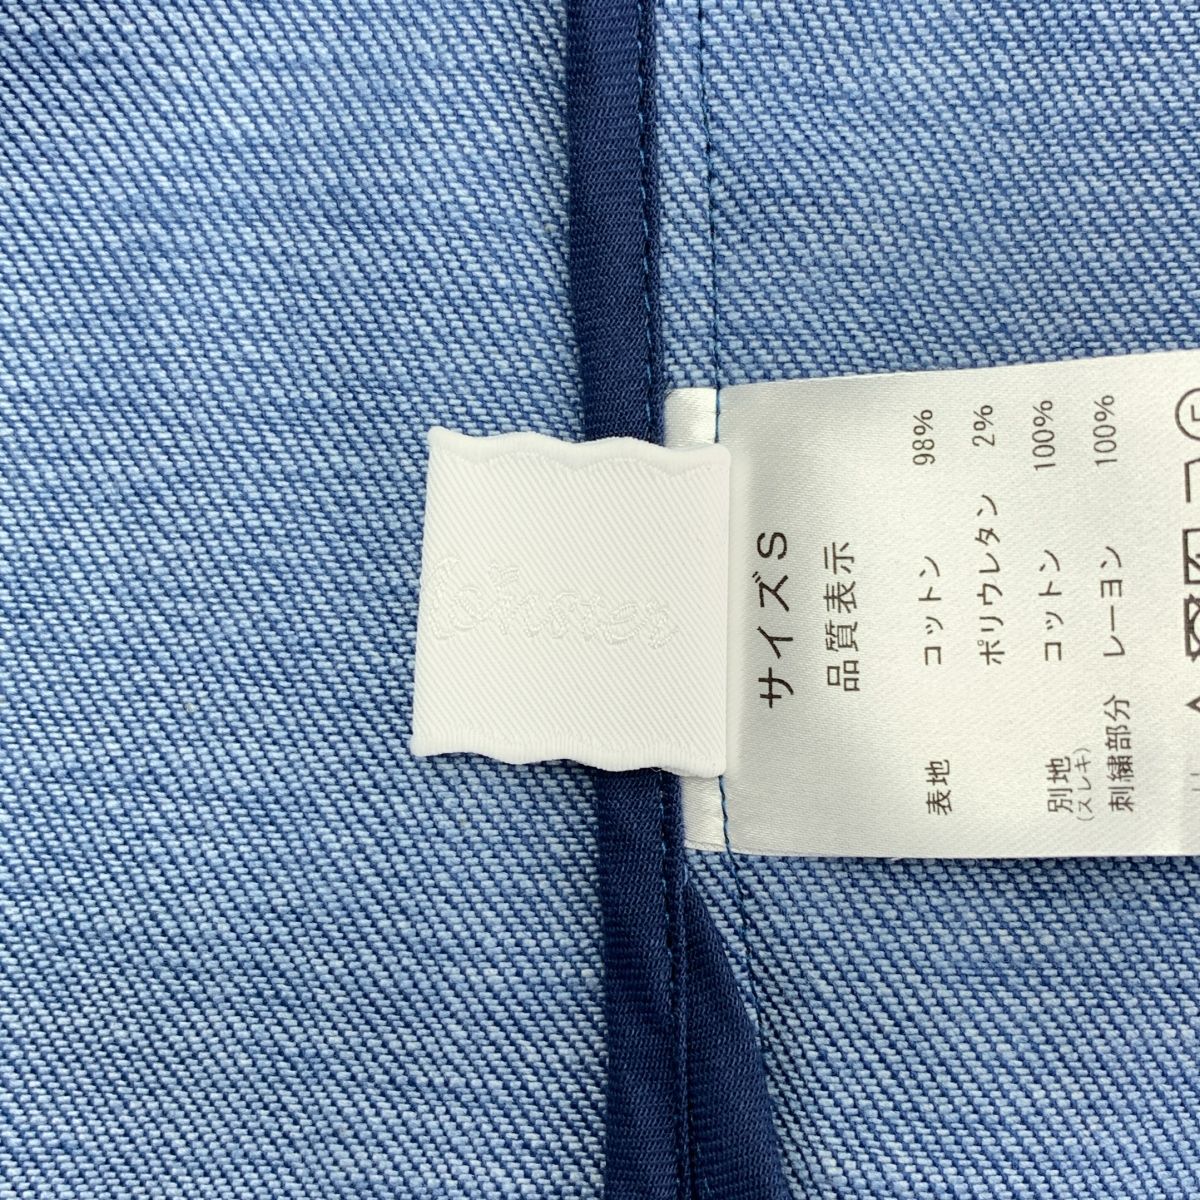 サイズ S
品質表示
表地 コットン 98%
ポリウレタン 2%
別地 コットン 100%
(スレキ)
刺繍部分 レーヨン 100%